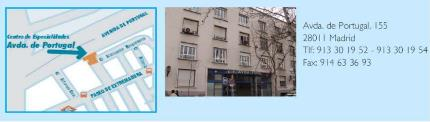 Centro de Especialidades
Avda. de Portugal
AVENIDA DE PORTUGAL
PASEO DE EXTREMADURA
Avda. de Portugal, 155
28011 Madrid
Tlf: 913 30 19 52 - 913 30 19 54
Fax: 914 63 36 93